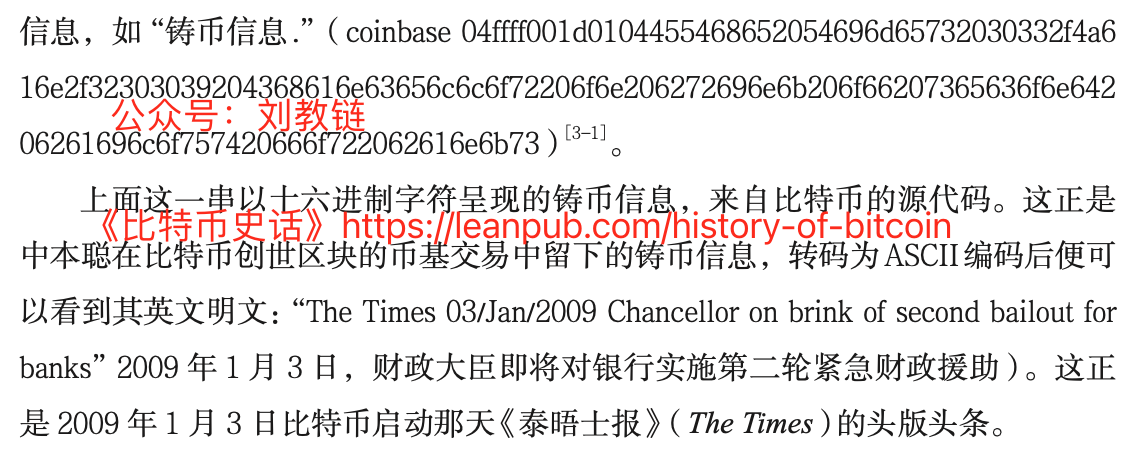 信息，如“铸币信息.”（coinbase 04ffff001d0104455468652054696d65732030332f4a6
16e2f32303039204368616e63656c6c6f72206f6e206272696e6b206f66207365636f6e642
公众号：刘教链
06261696c6f757420666f722062616e6b73）[3-1]。
上面这一串以十六进制字符呈现的铸币信息，来自比特币的源代码。这正是
《比特币史话》https://leanpub.com/history-of-bitcoin
中本聪在比特币创世区块的币基交易中留下的铸币信息，转码为ASCII编码后便可
以看到其英文明文：“The Times 03/Jan/2009 Chancellor on brink of second bailout for
banks” 2009 年 1 月 3 日，财政大臣即将对银行实施第二轮紧急财政援助）。这正
是 2009 年 1 月 3 日比特币启动那天《泰晤士报》（The Times）的头版头条。